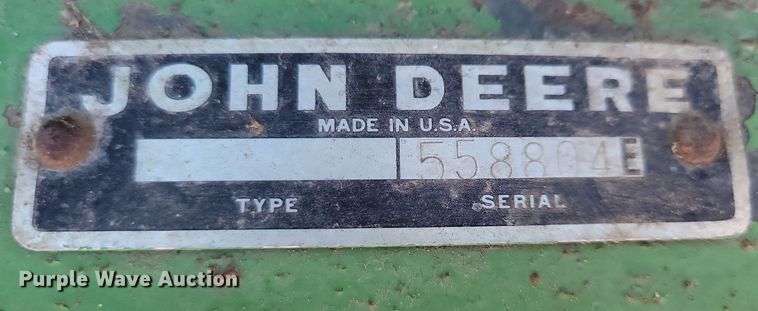 JOHN DEERE
MADE IN U.S.A.
558804E
TYPE SERIAL
Purple Wave Auction